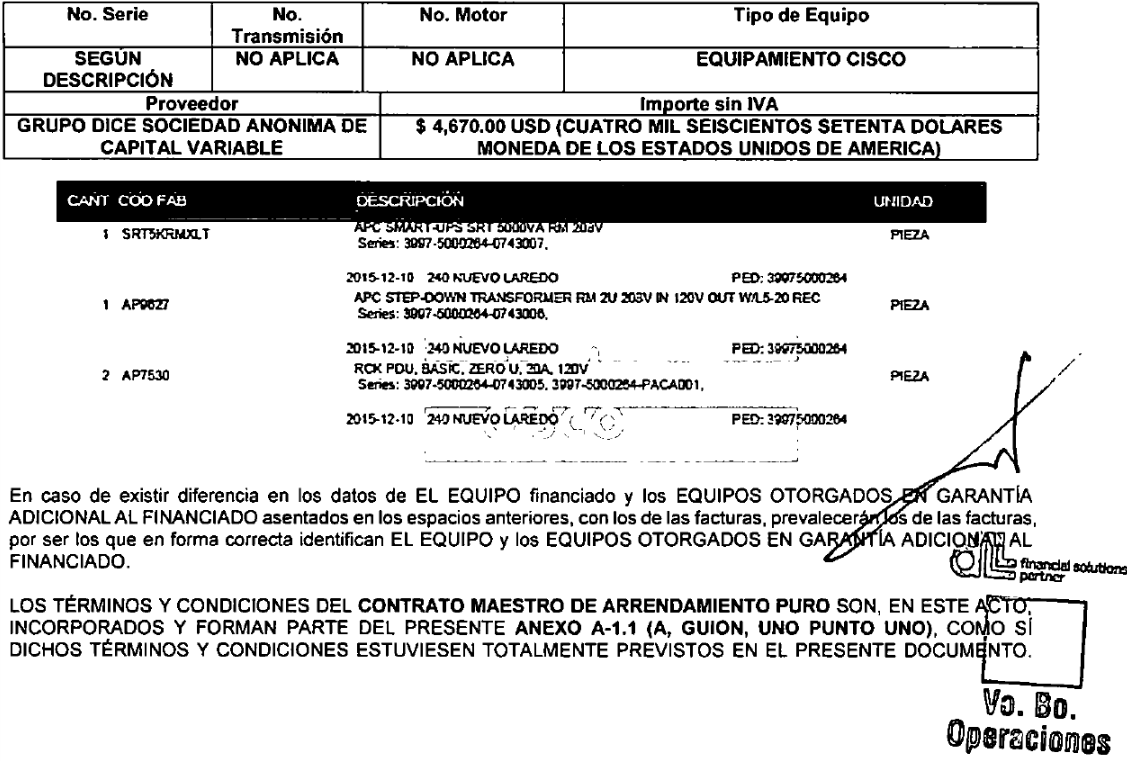 No. Serie No. Transmisión No. Motor Tipo de Equipo
SEGÚN DESCRIPCIÓN NO APLICA NO APLICA EQUIPAMIENTO CISCO
Proveedor Importe sin IVA
GRUPO DICE SOCIEDAD ANONIMA DE CAPITAL VARIABLE $ 4,670.00 USD (CUATRO MIL SEISCIENTOS SETENTA DOLARES MONEDA DE LOS ESTADOS UNIDOS DE AMERICA)
CANT COD FAB DESCRIPCIÓN UNIDAD
1 SRT5KRMXLT APC SMART-UPS SRT 5000VA RM 208V PIEZA
Series: 3997-5000264-0743007,
2015-12-10 240 NUEVO LAREDO PED: 39975000264
1 AP9627 APC STEP-DOWN TRANSFORMER RM 2U 208V IN 120V OUT W/L5-20 REC PIEZA
Series: 3997-5000264-0743006,
2015-12-10 240 NUEVO LAREDO PED: 39975000264
2 AP7530 RCK PDU, BASIC, ZERO U, 20A, 120V PIEZA
Series: 3997-5000264-0743005, 3997-5000264-PACA001,
2015-12-10 240 NUEVO LAREDO PED: 39975000264
En caso de existir diferencia en los datos de EL EQUIPO financiado y los EQUIPOS OTORGADOS EN GARANTÍA
ADICIONAL AL FINANCIADO asentados en los espacios anteriores, con los de las facturas, prevalecerán los de las facturas,
por ser los que en forma correcta identifican EL EQUIPO y los EQUIPOS OTORGADOS EN GARANTÍA ADICIONAL AL
FINANCIADO.
financial solutions
partner
LOS TÉRMINOS Y CONDICIONES DEL CONTRATO MAESTRO DE ARRENDAMIENTO PURO SON, EN ESTE ACTO,
INCORPORADOS Y FORMAN PARTE DEL PRESENTE ANEXO A-1.1 (A, GUION, UNO PUNTO UNO), COMO SÍ
DICHOS TÉRMINOS Y CONDICIONES ESTUVIESEN TOTALMENTE PREVISTOS EN EL PRESENTE DOCUMENTO.
Vo. Bo.
Operaciones